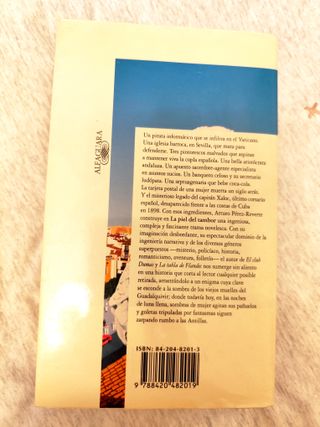 ALFAGUARA
Un pirata informático que se infiltra en el Vaticano.
Una iglesia barroca, en Sevilla, que mata para
defenderse. Tres pintorescos malvados que aspiran
a mantener viva la copla española. Una bella aristócrata
andaluza. Un apuesto sacerdote-agente especialista
en asuntos sucios. Un banquero celoso y su secretario
ludópata. Una septuagenaria que bebe coca-cola.
La tarjeta postal de una mujer muerta un siglo atrás.
Y el misterioso legado del capitán Xaloc, último corsario
español, desaparecido frente a las costas de Cuba
en 1898. Con esos ingredientes, Arturo Pérez-Reverte
construye en La piel del tambor una ingeniosa,
compleja y fascinante trama novelesca. Con su
imaginación desbordante, su espectacular dominio de la
ingeniería narrativa y de los diversos géneros
superpuestos —misterio, policíaco, historia,
romanticismo, aventura, folletín— el autor de El club
Dumas y La tabla de Flandes nos sumerge sin aliento
en una historia que corta al lector cualquier posible
retirada, arrastrándolo a un enigma cuya clave
se esconde a la sombra de los viejos muelles del
Guadalquivir; donde todavía hoy, en las noches
de luna llena, sombras de mujer agitan sus pañuelos
y goletas tripuladas por fantasmas siguen
zarpando rumbo a las Antillas.
ISBN: 84-204-8201-3
9 788420 482019